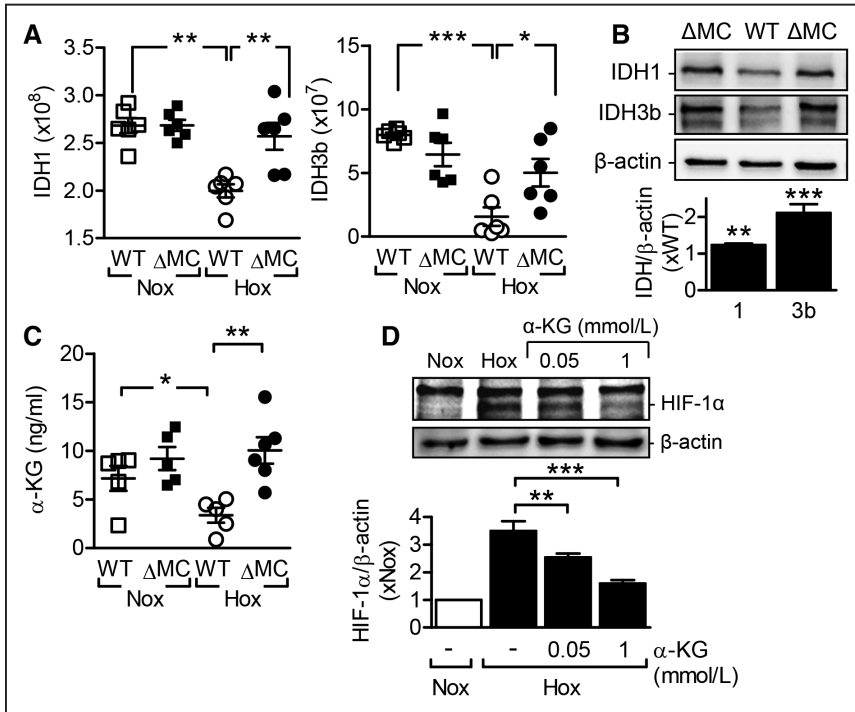 A
IDH1 (x10⁸)
3.5
3.0
2.5
2.0
1.5
** **
WT ΔMC WT ΔMC
Nox Hox
IDH3b (x10⁷)
15
10
5
0
*** *
WT ΔMC WT ΔMC
Nox Hox
B
ΔMC WT ΔMC
IDH1
IDH3b
β-actin
IDH/β-actin
(xWT)
2
1
0
** ***
1 3b
C
α-KG (ng/ml)
20
15
10
5
0
* **
WT ΔMC WT ΔMC
Nox Hox
D
α-KG (mmol/L)
Nox Hox 0.05 1
HIF-1α
β-actin
HIF-1α/β-actin
(xNox)
4
3
2
1
0
***
**
- - 0.05 1 α-KG
(mmol/L)
Nox Hox